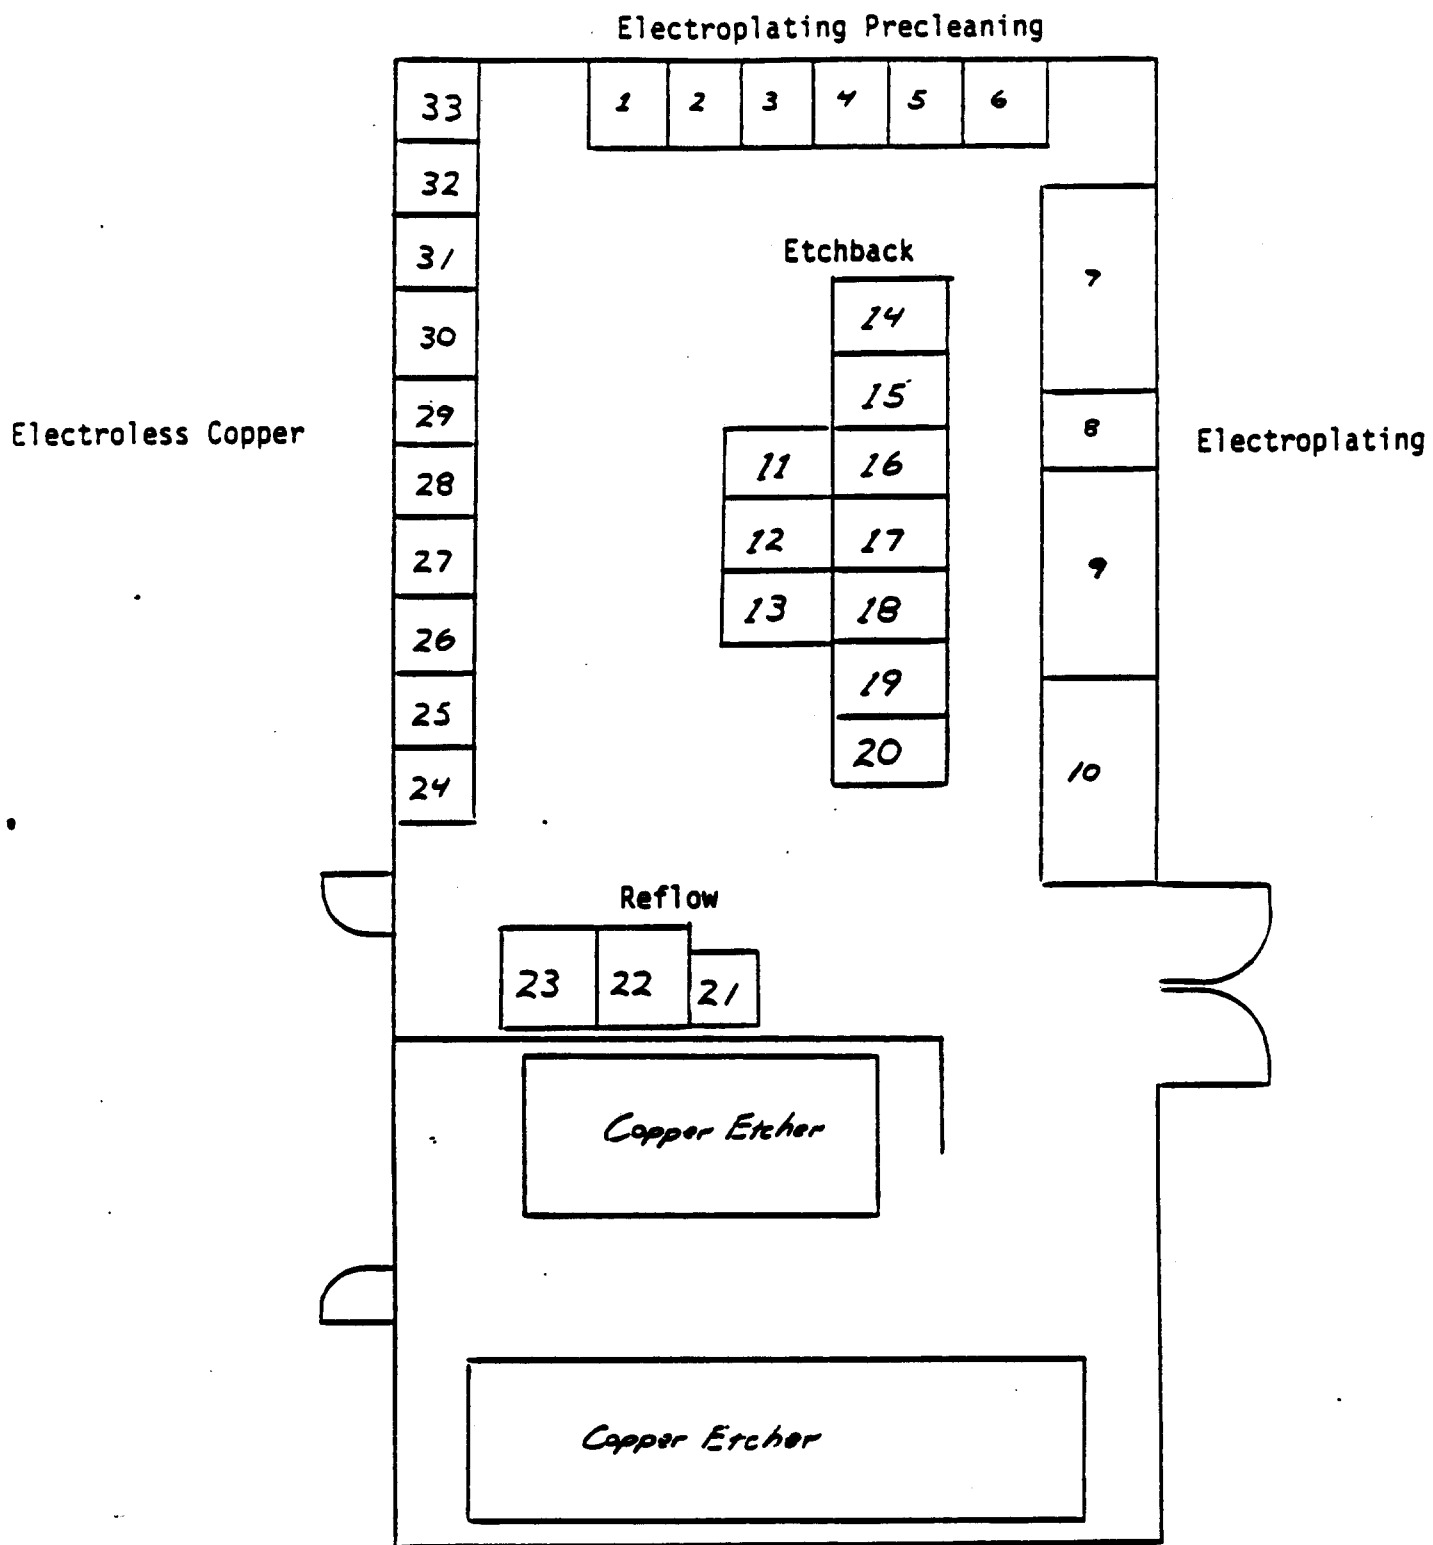 Electroplating Precleaning
33
1 2 3 4 5 6
32
31
30
29
28
27
26
25
24
Electroless Copper
Etchback
14
15
11 16
12 17
13 18
19
20
7
8
9
10
Electroplating
Reflow
23 22 21
Copper Etcher
Copper Etcher